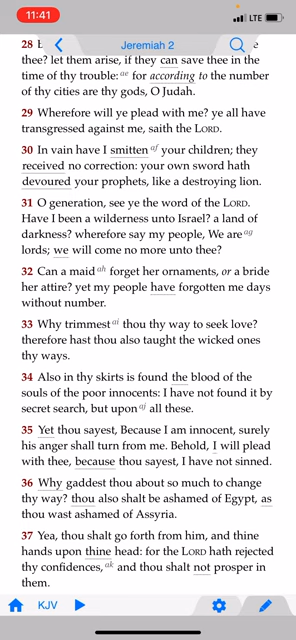 11:41
LTE
Jeremiah 2
28
thee? let them arise, if they can save thee in the
time of thy trouble: ae for according to the number
of thy cities are thy gods, O Judah.
29 Wherefore will ye plead with me? ye all have
transgressed against me, saith the LORD.
30 In vain have I smitten af your children; they
received no correction: your own sword hath
devoured your prophets, like a destroying lion.
31 O generation, see ye the word of the LORD.
Have I been a wilderness unto Israel? a land of
darkness? wherefore say my people, We are ag
lords; we will come no more unto thee?
32 Can a maid ah forget her ornaments, or a bride
her attire? yet my people have forgotten me days
without number.
33 Why trimmest ai thou thy way to seek love?
therefore hast thou also taught the wicked ones
thy ways.
34 Also in thy skirts is found the blood of the
souls of the poor innocents: I have not found it by
secret search, but upon aj all these.
35 Yet thou sayest, Because I am innocent, surely
his anger shall turn from me. Behold, I will plead
with thee, because thou sayest, I have not sinned.
36 Why gaddest thou about so much to change
thy way? thou also shalt be ashamed of Egypt, as
thou wast ashamed of Assyria.
37 Yea, thou shalt go forth from him, and thine
hands upon thine head: for the LORD hath rejected
thy confidences, ak and thou shalt not prosper in
them.
KJV